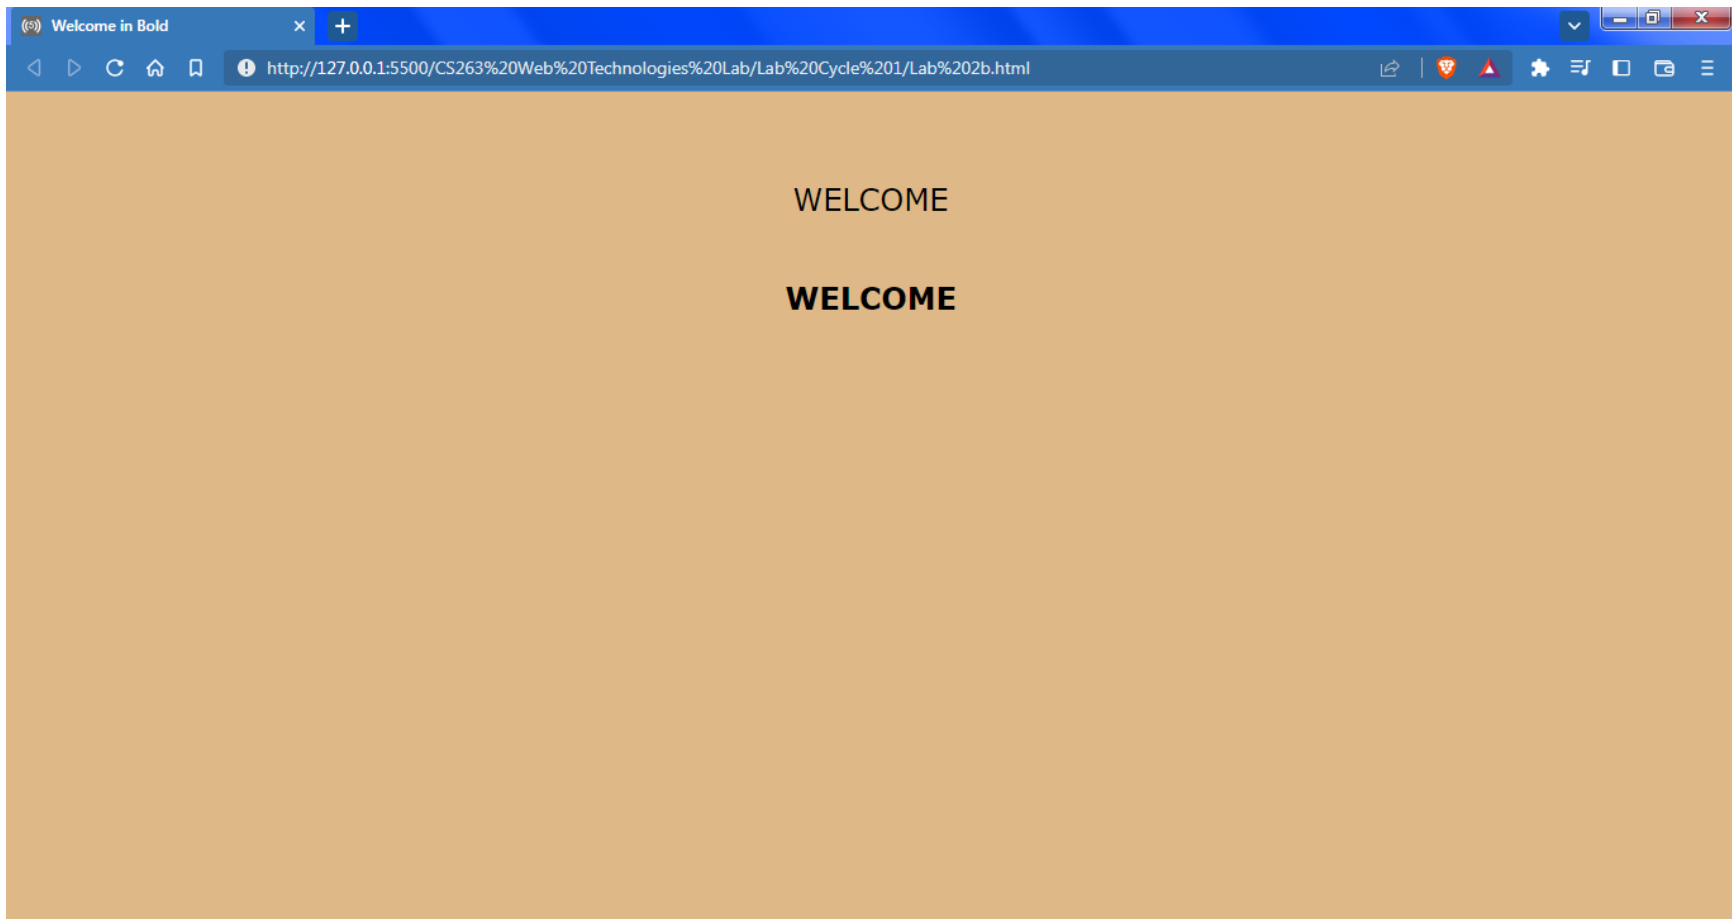 Welcome in Bold
http://127.0.0.1:5500/CS263%20Web%20Technologies%20Lab/Lab%20Cycle%201/Lab%202b.html
WELCOME
WELCOME